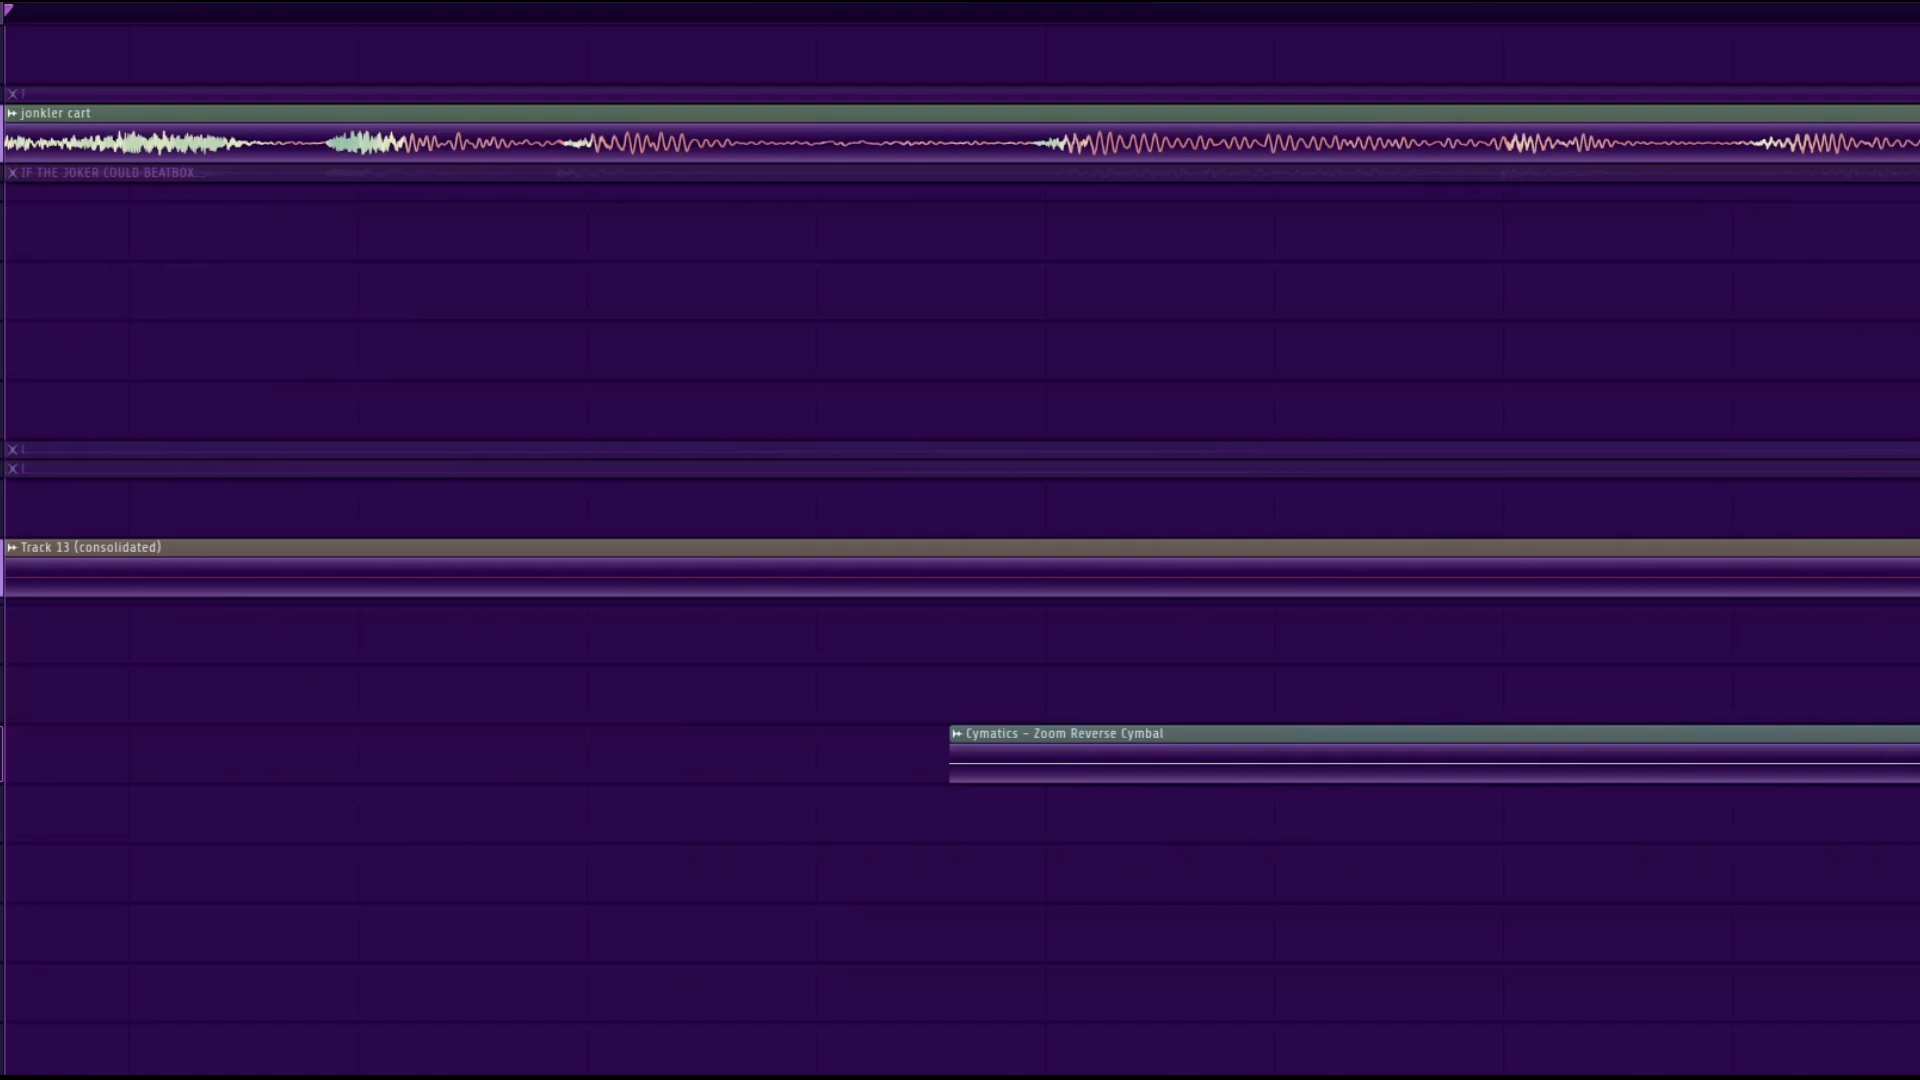 jonkler cart
IF THE JOKER COULD BEATBOX...
Track 13 (consolidated)
Cymatics - Zoom Reverse Cymbal